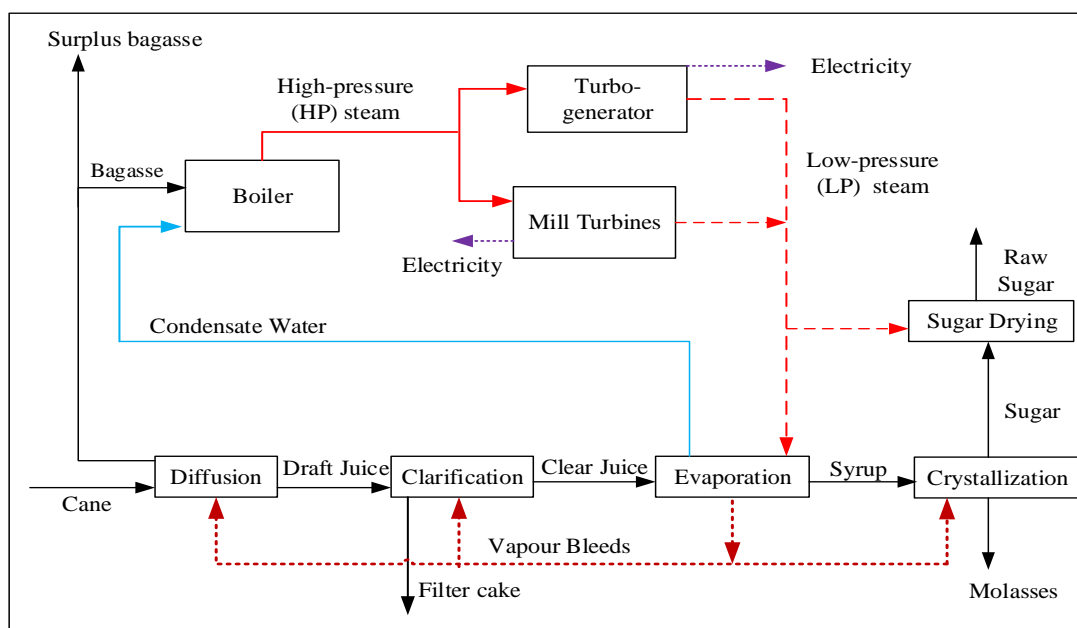 Surplus bagasse
High-pressure
(HP) steam
Turbo-
generator
Electricity
Bagasse
Boiler
Low-pressure
(LP) steam
Mill Turbines
Electricity
Raw
Sugar
Condensate Water
Sugar Drying
Sugar
Diffusion
Draft Juice
Clarification
Clear Juice
Evaporation
Syrup
Crystallization
Cane
Vapour Bleeds
Filter cake
Molasses